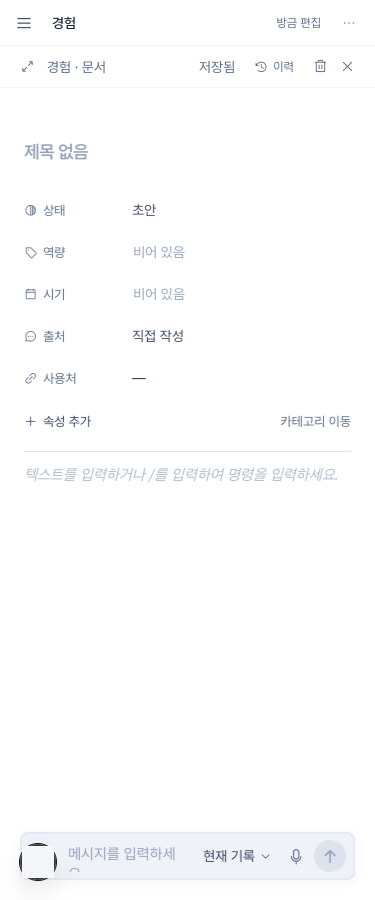 경험
방금 편집
경험 · 문서
저장됨
이력
제목 없음
상태
초안
역량
비어 있음
시기
비어 있음
출처
직접 작성
사용처
—
속성 추가
카테고리 이동
텍스트를 입력하거나 /를 입력하여 명령을 입력하세요.
메시지를 입력하세
현재 기록